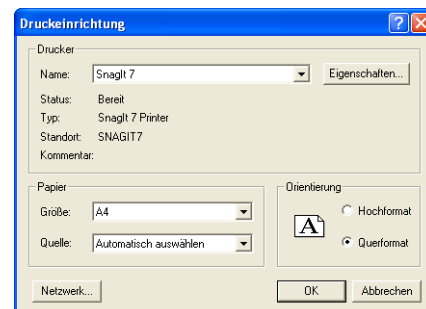 Druckeinrichtung
Drucker
Name: SnagIt 7 Eigenschaften...
Status: Bereit
Typ: SnagIt 7 Printer
Standort: SNAGIT7
Kommentar:
Papier
Größe: A4
Quelle: Automatisch auswählen
Orientierung
A
Hochformat
Querformat
Netzwerk... OK Abbrechen